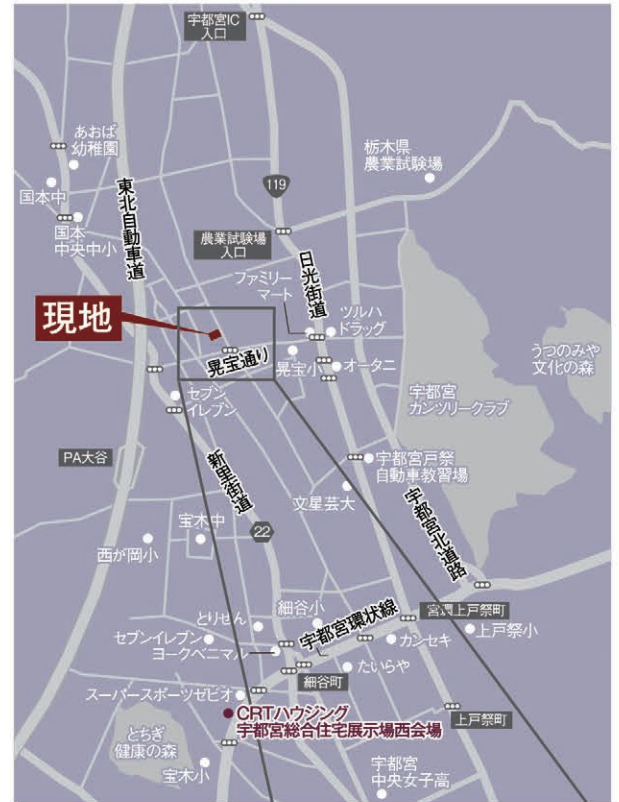 宇都宮IC
入口
あおば
幼稚園
国本中
国本
中央中小
東北自動車道
119
栃木県
農業試験場
農業試験場
入口
日光街道
ファミリー
マート
ツルハ
ドラッグ
現地
晃宝通り
晃宝小
オータニ
うつのみや
文化の森
宇都宮
カンツリークラブ
セブン
イレブン
PA大谷
新里街道
宇都宮戸祭
自動車教習場
文星芸大
宇都宮北道路
宝木中
22
西が岡小
とりせん
細谷小
宇都宮環状線
宮環上戸祭町
上戸祭小
セブンイレブン
ヨークベニマル
カンセキ
たいらや
細谷町
スーパースポーツゼビオ
CRTハウジング
宇都宮総合住宅展示場西会場
上戸祭町
とちぎ
健康の森
宝木小
宇都宮
中央女子高